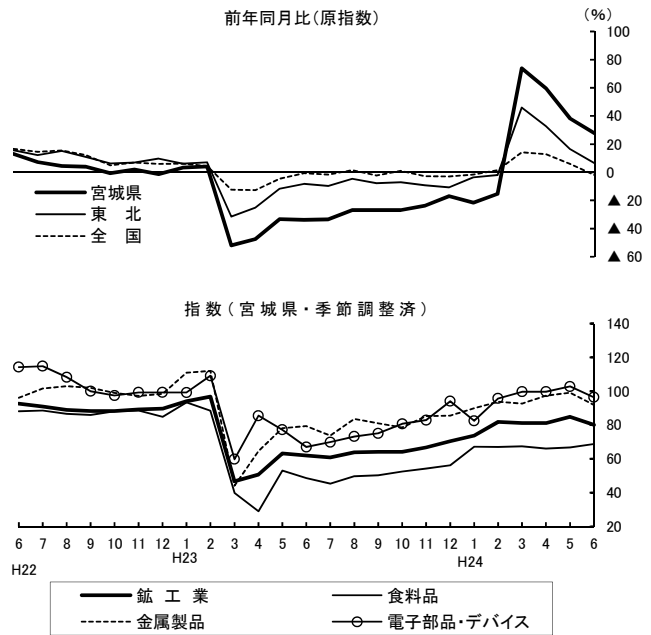 前年同月比（原指数）
（%）
100
80
60
40
20
0
▲ 20
▲ 40
▲ 60
宮城県
東　北
全　国
指数（宮城県・季節調整済）
140
120
100
80
60
40
20
6 7 8 9 10 11 12 1 2 3 4 5 6 7 8 9 10 11 12 1 2 3 4 5 6
H22 H23 H24
鉱 工 業 食料品
金属製品 電子部品・デバイス